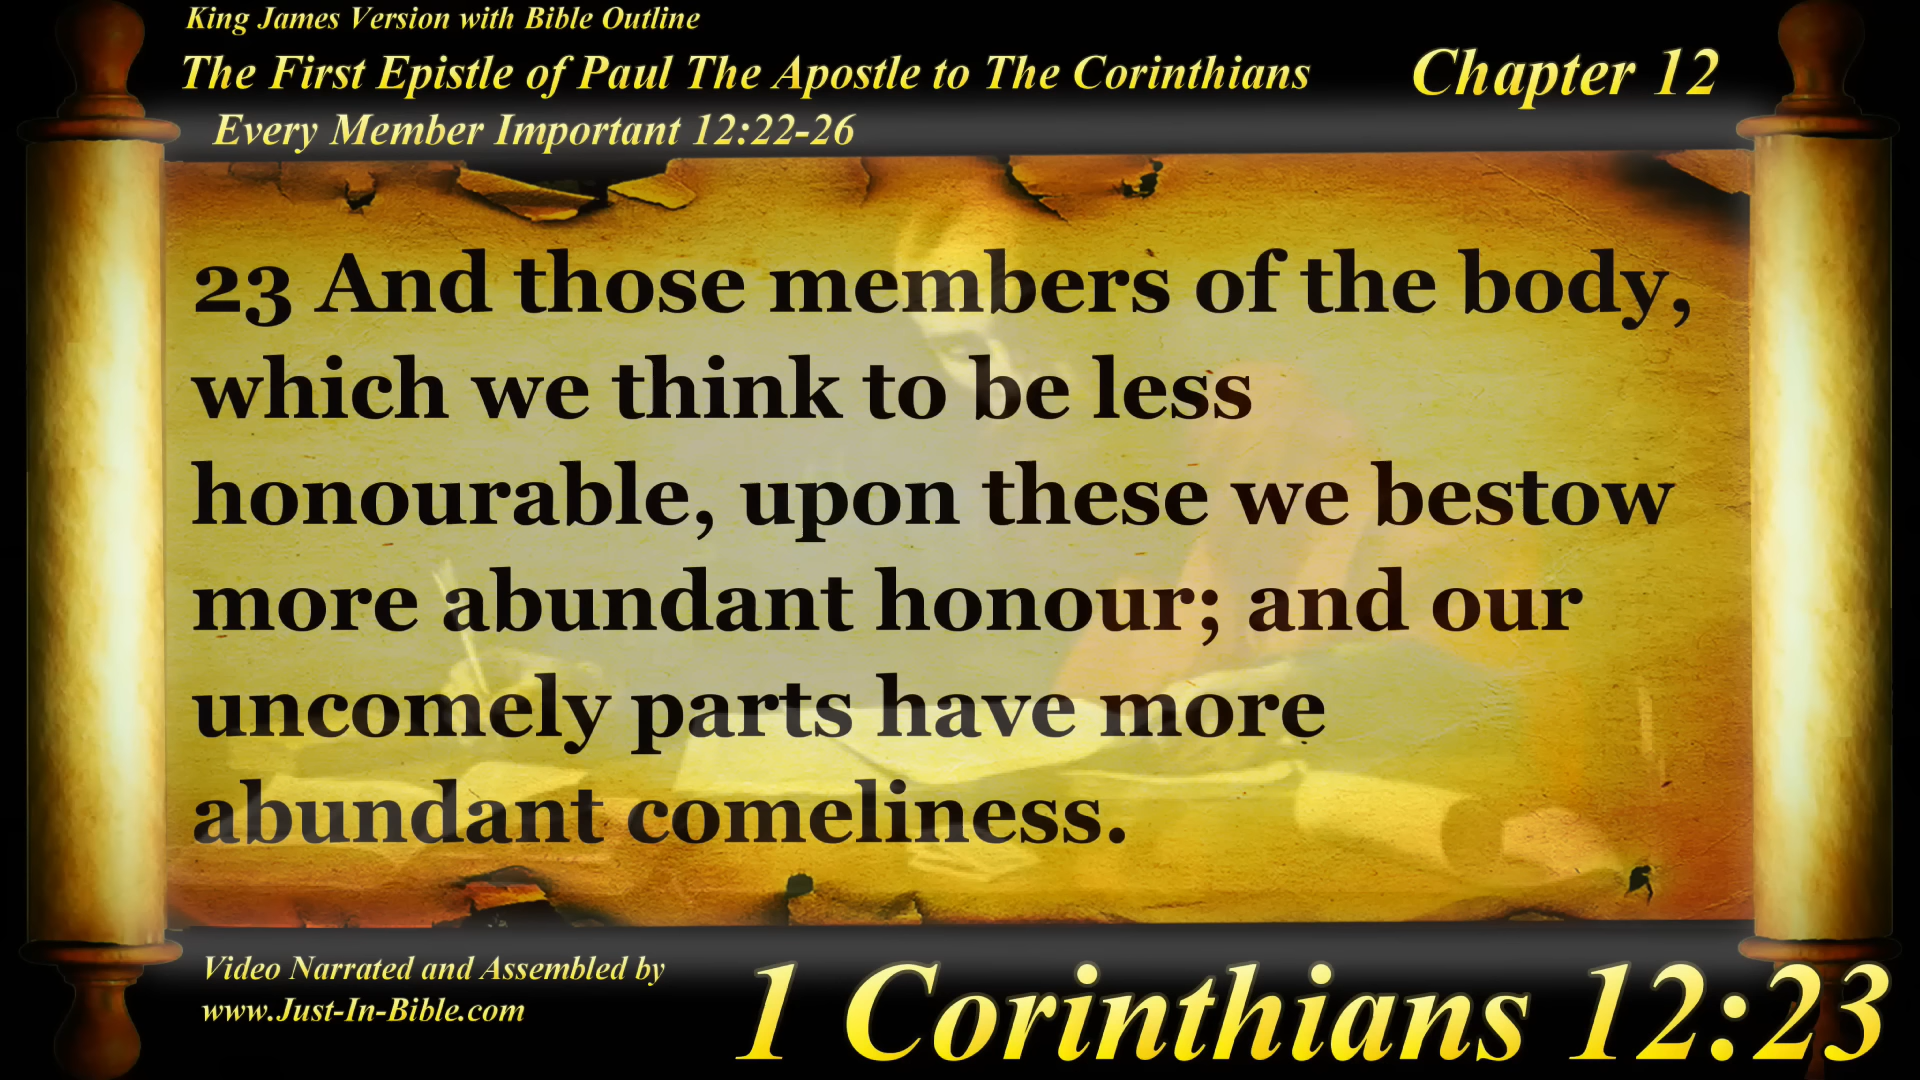 King James Version with Bible Outline
The First Epistle of Paul The Apostle to The Corinthians
Chapter 12
Every Member Important 12:22-26
23 And those members of the body,
which we think to be less
honourable, upon these we bestow
more abundant honour; and our
uncomely parts have more
abundant comeliness.
Video Narrated and Assembled by
www.Just-In-Bible.com
1 Corinthians 12:23